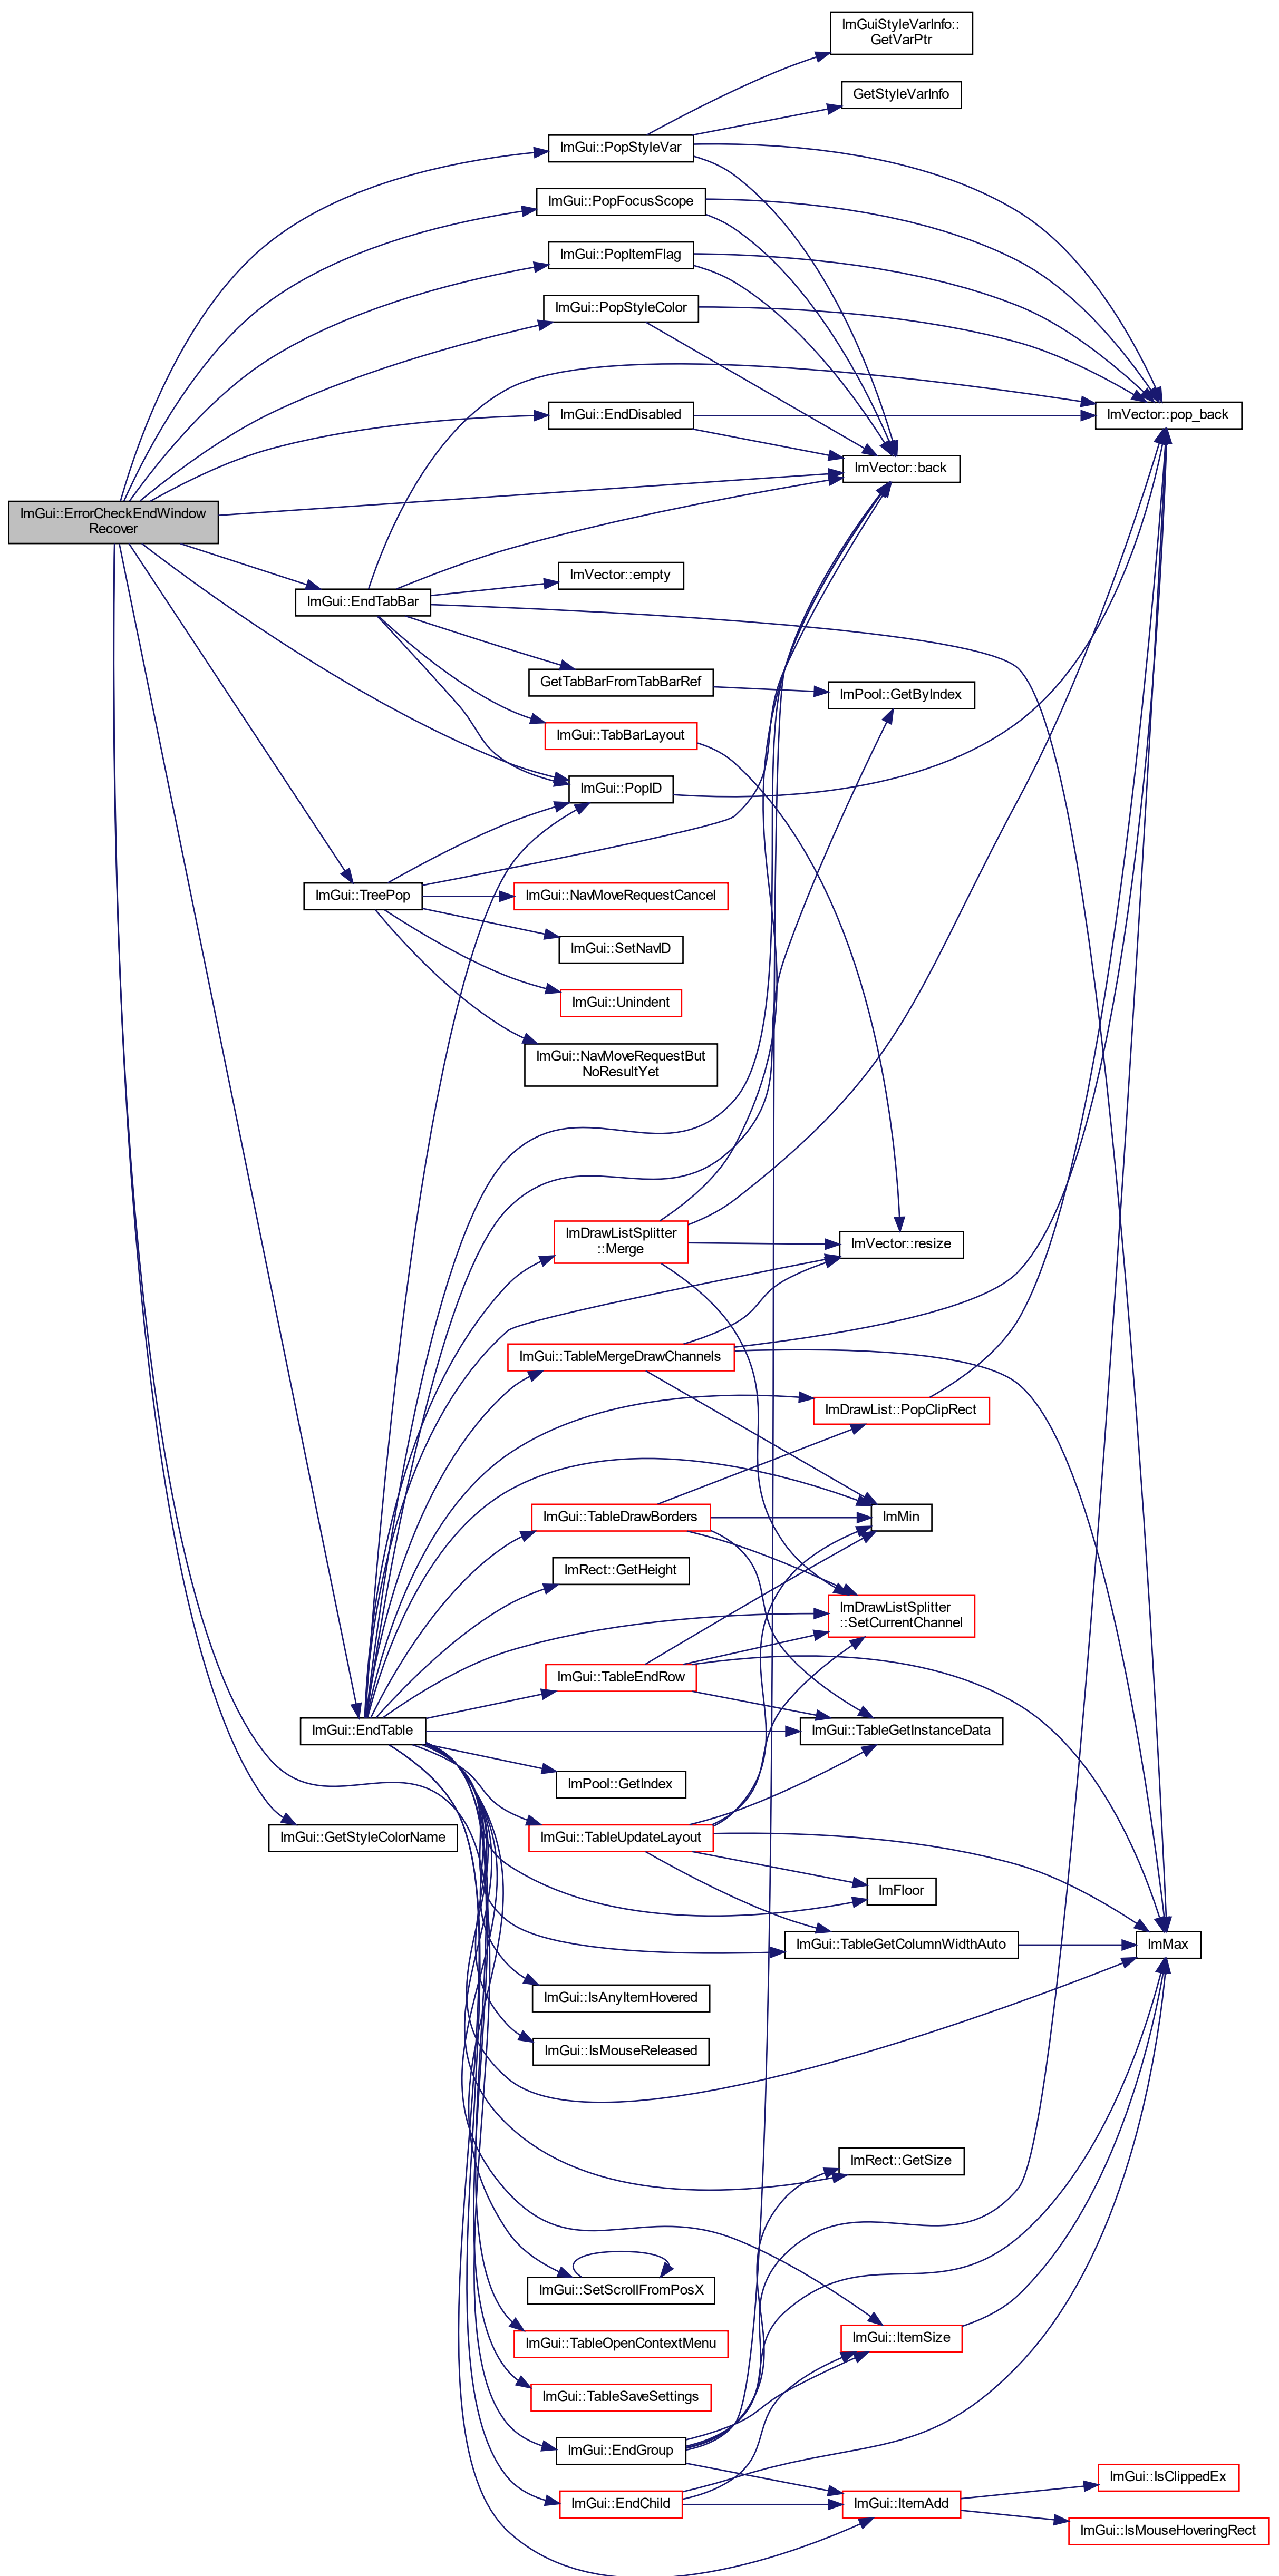 ImGuiStyleVarInfo::
GetVarPtr
GetStyleVarInfo
ImGui::PopStyleVar
ImGui::PopFocusScope
ImGui::PopItemFlag
ImGui::PopStyleColor
ImGui::EndDisabled
ImVector::pop_back
ImVector::back
ImGui::ErrorCheckEndWindow
Recover
ImVector::empty
ImGui::EndTabBar
GetTabBarFromTabBarRef
ImPool::GetByIndex
ImGui::TabBarLayout
ImGui::PopID
ImGui::TreePop
ImGui::NavMoveRequestCancel
ImGui::SetNavID
ImGui::Unindent
ImGui::NavMoveRequestBut
NoResultYet
ImDrawListSplitter
::Merge
ImVector::resize
ImGui::TableMergeDrawChannels
ImDrawList::PopClipRect
ImGui::TableDrawBorders
ImMin
ImRect::GetHeight
ImDrawListSplitter
::SetCurrentChannel
ImGui::TableEndRow
ImGui::EndTable
ImGui::TableGetInstanceData
ImPool::GetIndex
ImGui::GetStyleColorName
ImGui::TableUpdateLayout
ImFloor
ImGui::TableGetColumnWidthAuto
ImMax
ImGui::IsAnyItemHovered
ImGui::IsMouseReleased
ImRect::GetSize
ImGui::SetScrollFromPosX
ImGui::ItemSize
ImGui::TableOpenContextMenu
ImGui::TableSaveSettings
ImGui::EndGroup
ImGui::IsClippedEx
ImGui::EndChild
ImGui::ItemAdd
ImGui::IsMouseHoveringRect